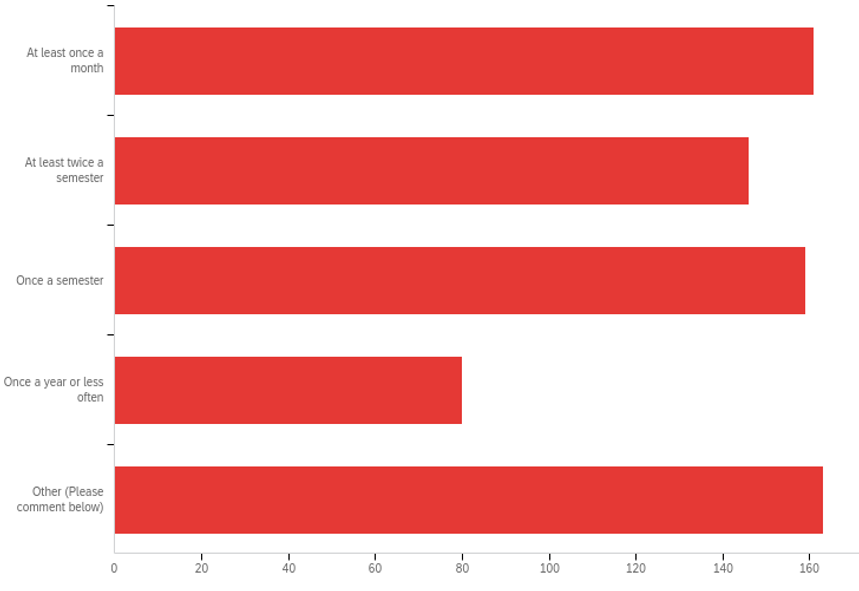 At least once a
month
At least twice a
semester
Once a semester
Once a year or less
often
Other (Please
comment below)
0 20 40 60 80 100 120 140 160